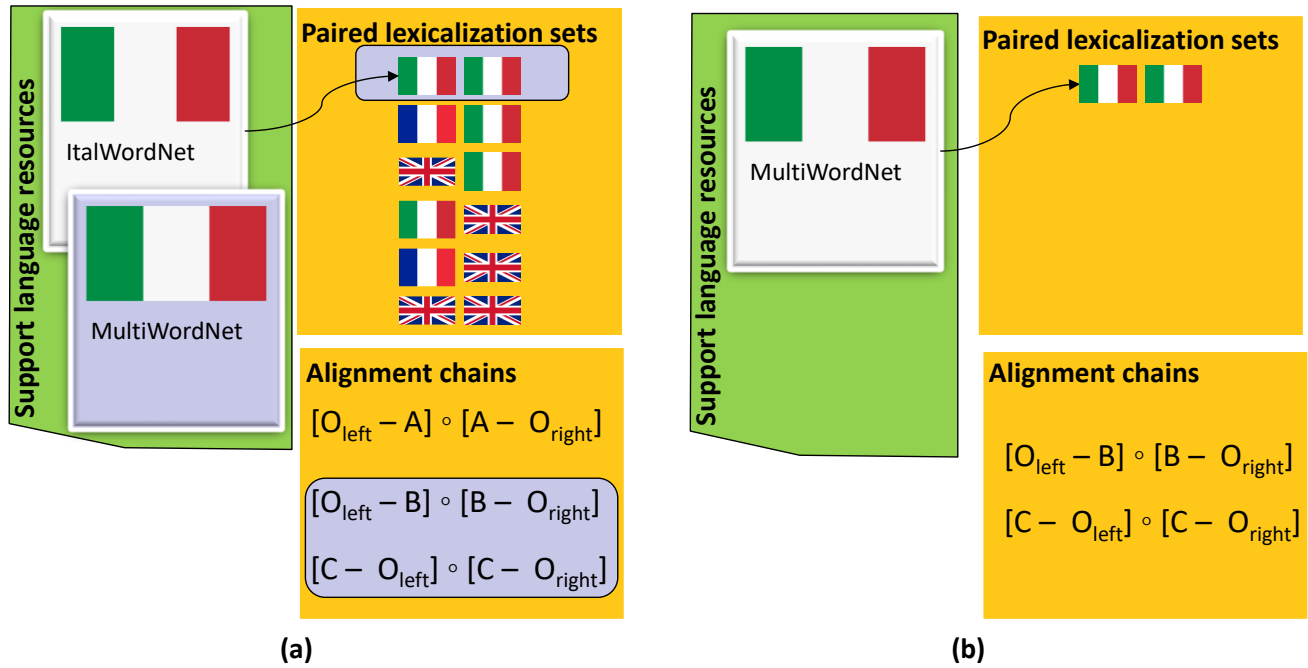 Support language resources
ItalWordNet
MultiWordNet
Paired lexicalization sets
Alignment chains
[O_left – A] ∘ [A – O_right]
[O_left – B] ∘ [B – O_right]
[C – O_left] ∘ [C – O_right]
(a)
Support language resources
MultiWordNet
Paired lexicalization sets
Alignment chains
[O_left – B] ∘ [B – O_right]
[C – O_left] ∘ [C – O_right]
(b)